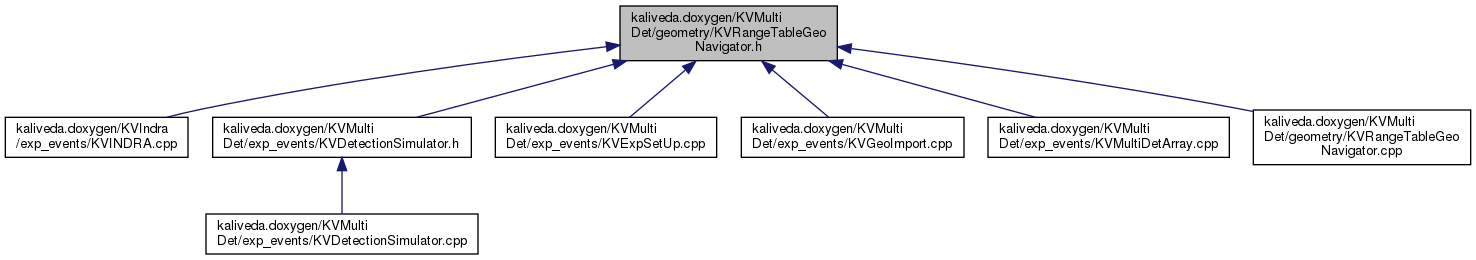 kaliveda.doxygen/KVMulti
Det/geometry/KVRangeTableGeo
Navigator.h
kaliveda.doxygen/KVIndra
/exp_events/KVINDRA.cpp
kaliveda.doxygen/KVMulti
Det/exp_events/KVDetectionSimulator.h
kaliveda.doxygen/KVMulti
Det/exp_events/KVExpSetUp.cpp
kaliveda.doxygen/KVMulti
Det/exp_events/KVGeoImport.cpp
kaliveda.doxygen/KVMulti
Det/exp_events/KVMultiDetArray.cpp
kaliveda.doxygen/KVMulti
Det/geometry/KVRangeTableGeo
Navigator.cpp
kaliveda.doxygen/KVMulti
Det/exp_events/KVDetectionSimulator.cpp